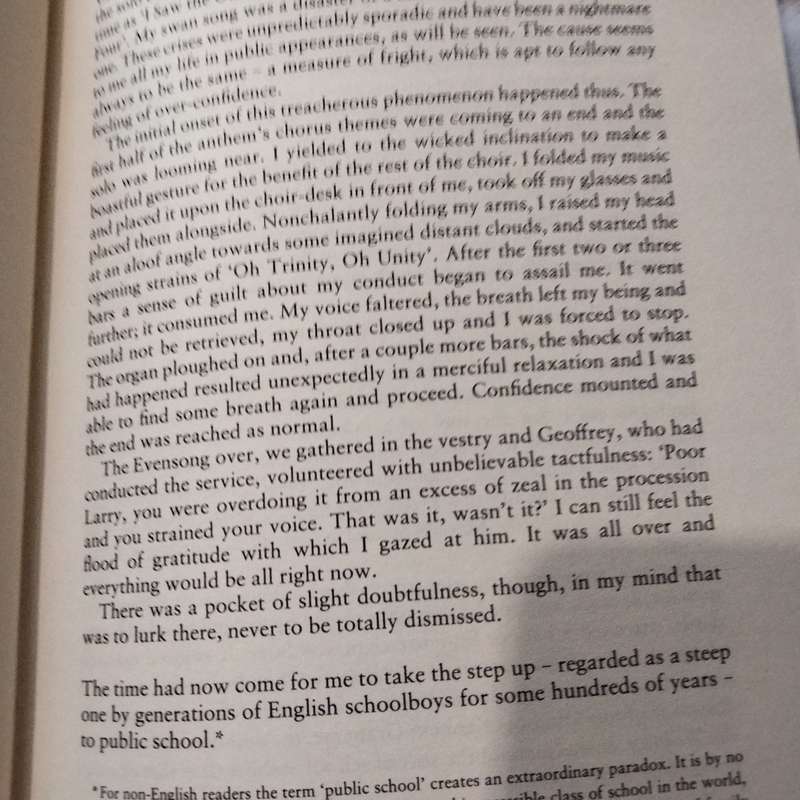 time as 'I Saw the
Font'. My swan song was a disaster
one. These crises were unpredictably sporadic and have been a nightmare
to me all my life in public appearances, as will be seen. The cause seems
always to be the same – a measure of fright, which is apt to follow any
feeling of over-confidence.
The initial onset of this treacherous phenomenon happened thus. The
first half of the anthem's chorus themes were coming to an end and the
solo was looming near. I yielded to the wicked inclination to make a
boastful gesture for the benefit of the rest of the choir. I folded my music
and placed it upon the choir-desk in front of me, took off my glasses and
placed them alongside. Nonchalantly folding my arms, I raised my head
at an aloof angle towards some imagined distant clouds, and started the
opening strains of 'Oh Trinity, Oh Unity'. After the first two or three
bars a sense of guilt about my conduct began to assail me. It went
further; it consumed me. My voice faltered, the breath left my being and
could not be retrieved, my throat closed up and I was forced to stop.
The organ ploughed on and, after a couple more bars, the shock of what
had happened resulted unexpectedly in a merciful relaxation and I was
able to find some breath again and proceed. Confidence mounted and
the end was reached as normal.
The Evensong over, we gathered in the vestry and Geoffrey, who had
conducted the service, volunteered with unbelievable tactfulness: 'Poor
Larry, you were overdoing it from an excess of zeal in the procession
and you strained your voice. That was it, wasn't it?' I can still feel the
flood of gratitude with which I gazed at him. It was all over and
everything would be all right now.
There was a pocket of slight doubtfulness, though, in my mind that
was to lurk there, never to be totally dismissed.
The time had now come for me to take the step up – regarded as a steep
one by generations of English schoolboys for some hundreds of years –
to public school.*
*For non-English readers the term 'public school' creates an extraordinary paradox. It is by no
class of school in the world,